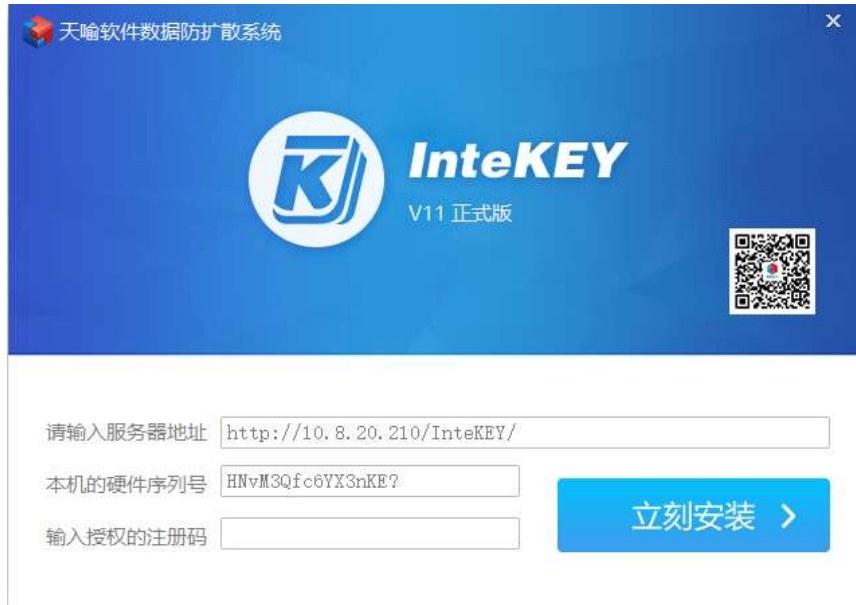 天喻软件数据防扩散系统
InteKEY
V11 正式版
请输入服务器地址 http://10.8.20.210/InteKEY/
本机的硬件序列号 HNvM3Qfc6YX3nKE?
立刻安装
输入授权的注册码